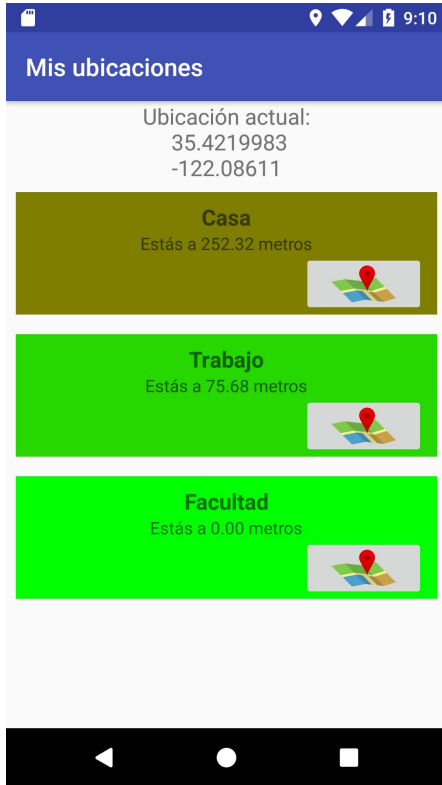 9:10
Mis ubicaciones
Ubicación actual:
35.4219983
-122.08611
Casa
Estás a 252.32 metros
Trabajo
Estás a 75.68 metros
Facultad
Estás a 0.00 metros